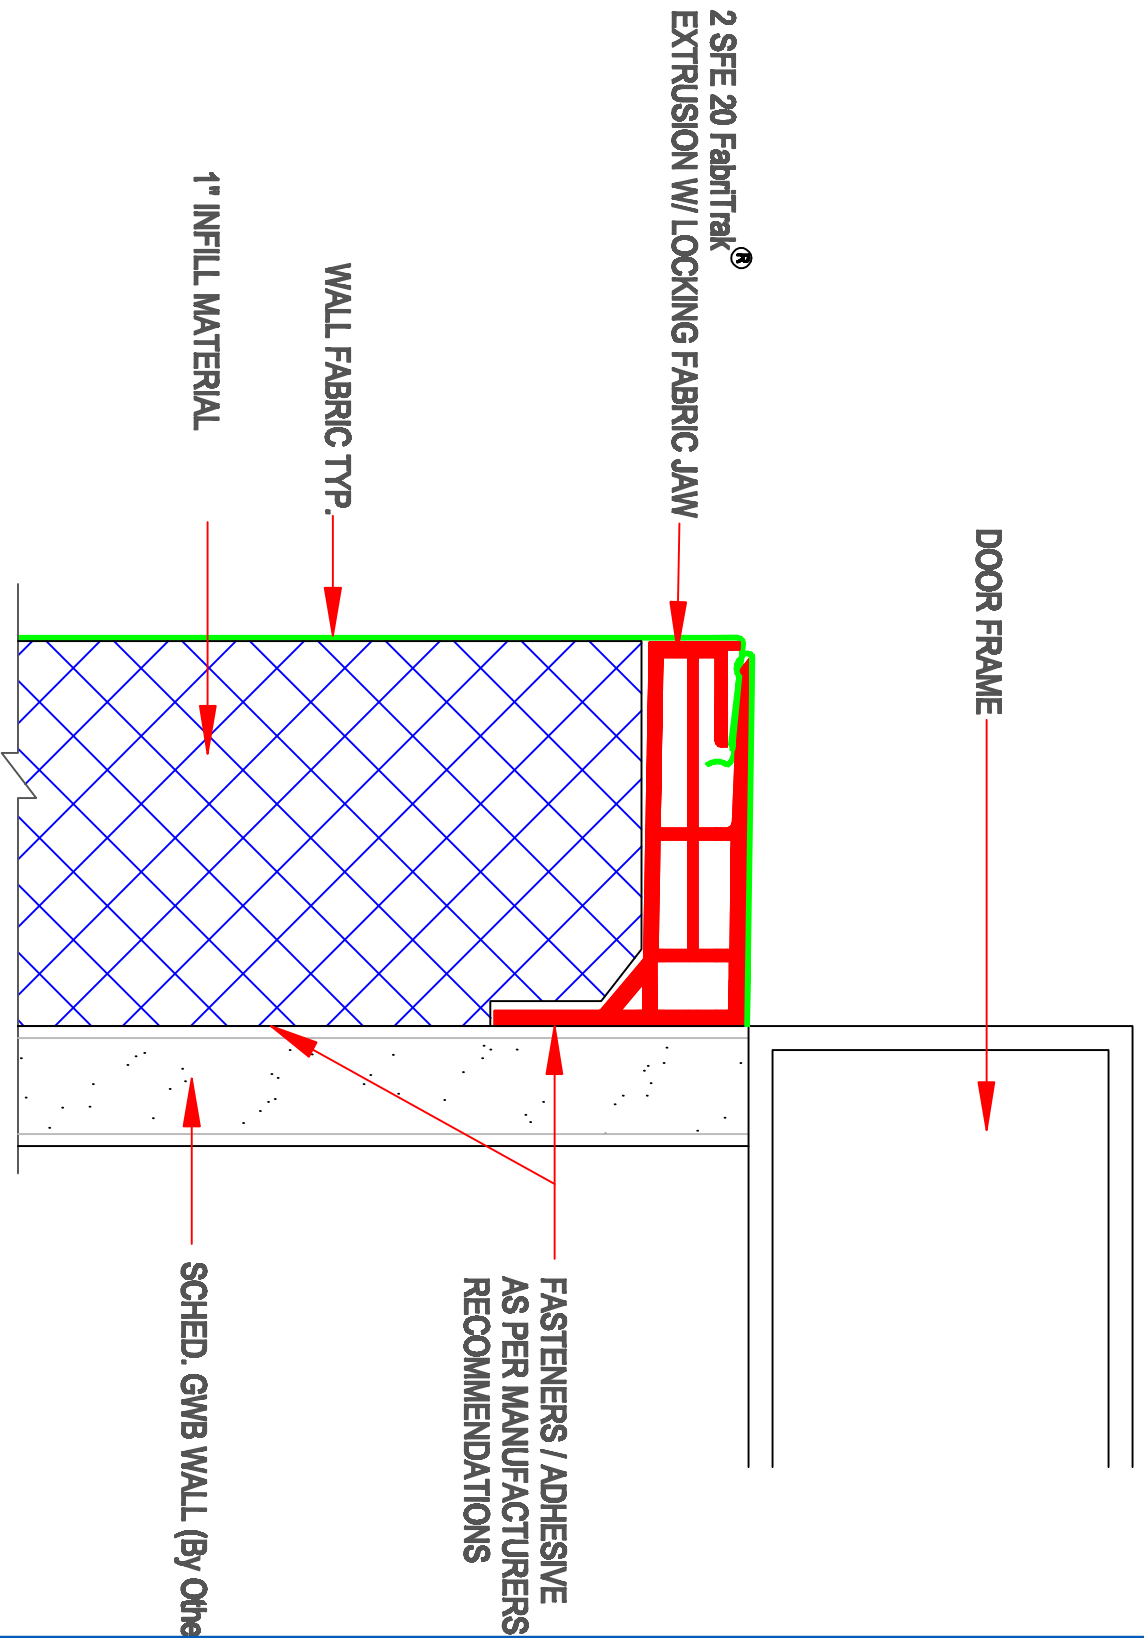 2 SFE 20 FabriTrak®
EXTRUSION W/ LOCKING FABRIC JAW
WALL FABRIC TYP.
1" INFILL MATERIAL
DOOR FRAME
FASTENERS / ADHESIVE
AS PER MANUFACTURERS
RECOMMENDATIONS
SCHED. GWB WALL (By Othe